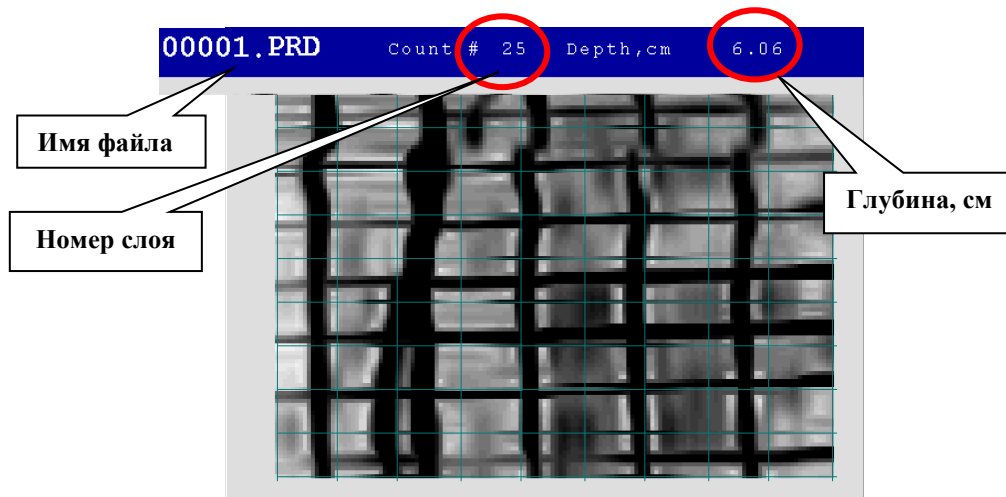 00001.PRD Count # 25 Depth,cm 6.06
Имя файла
Номер слоя
Глубина, см